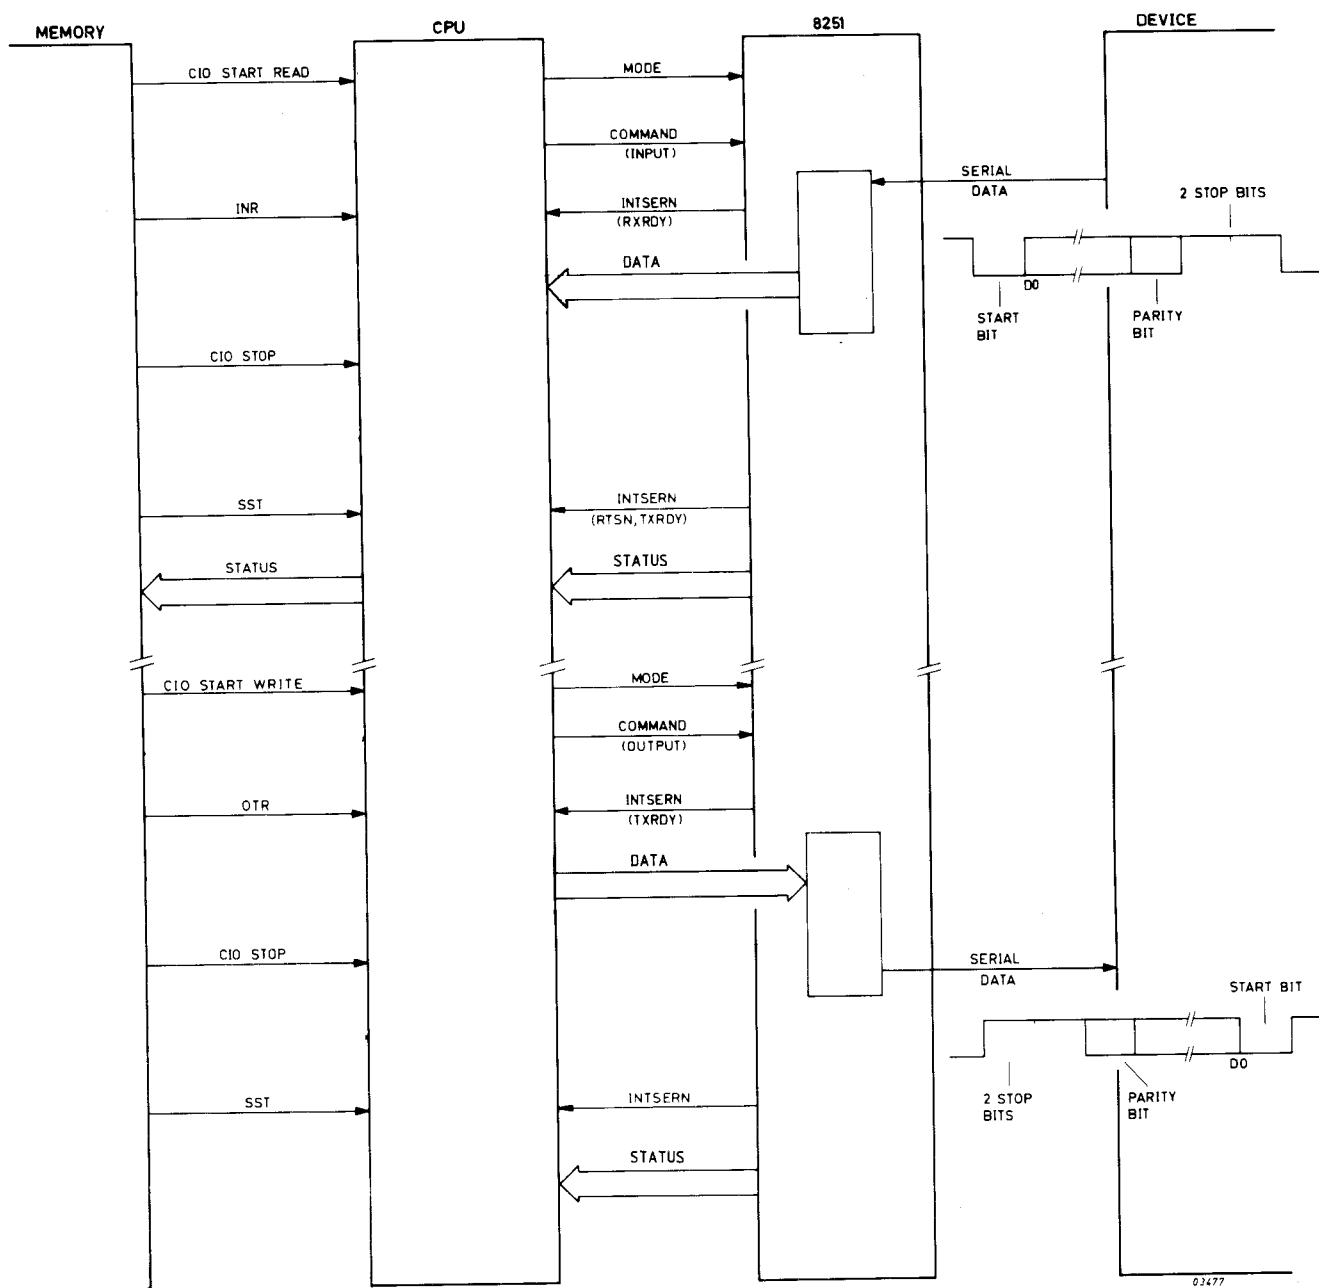 MEMORY
CPU
8251
DEVICE
CIO START READ
MODE
COMMAND
(INPUT)
SERIAL
DATA
2 STOP BITS
INR
INTSERN
(RXRDY)
DATA
D0
START
BIT
PARITY
BIT
CIO STOP
SST
INTSERN
(RTSN, TXRDY)
STATUS
STATUS
CIO START WRITE
MODE
COMMAND
(OUTPUT)
OTR
INTSERN
(TXRDY)
DATA
CIO STOP
SERIAL
DATA
START BIT
D0
2 STOP
BITS
PARITY
BIT
SST
INTSERN
STATUS
03477